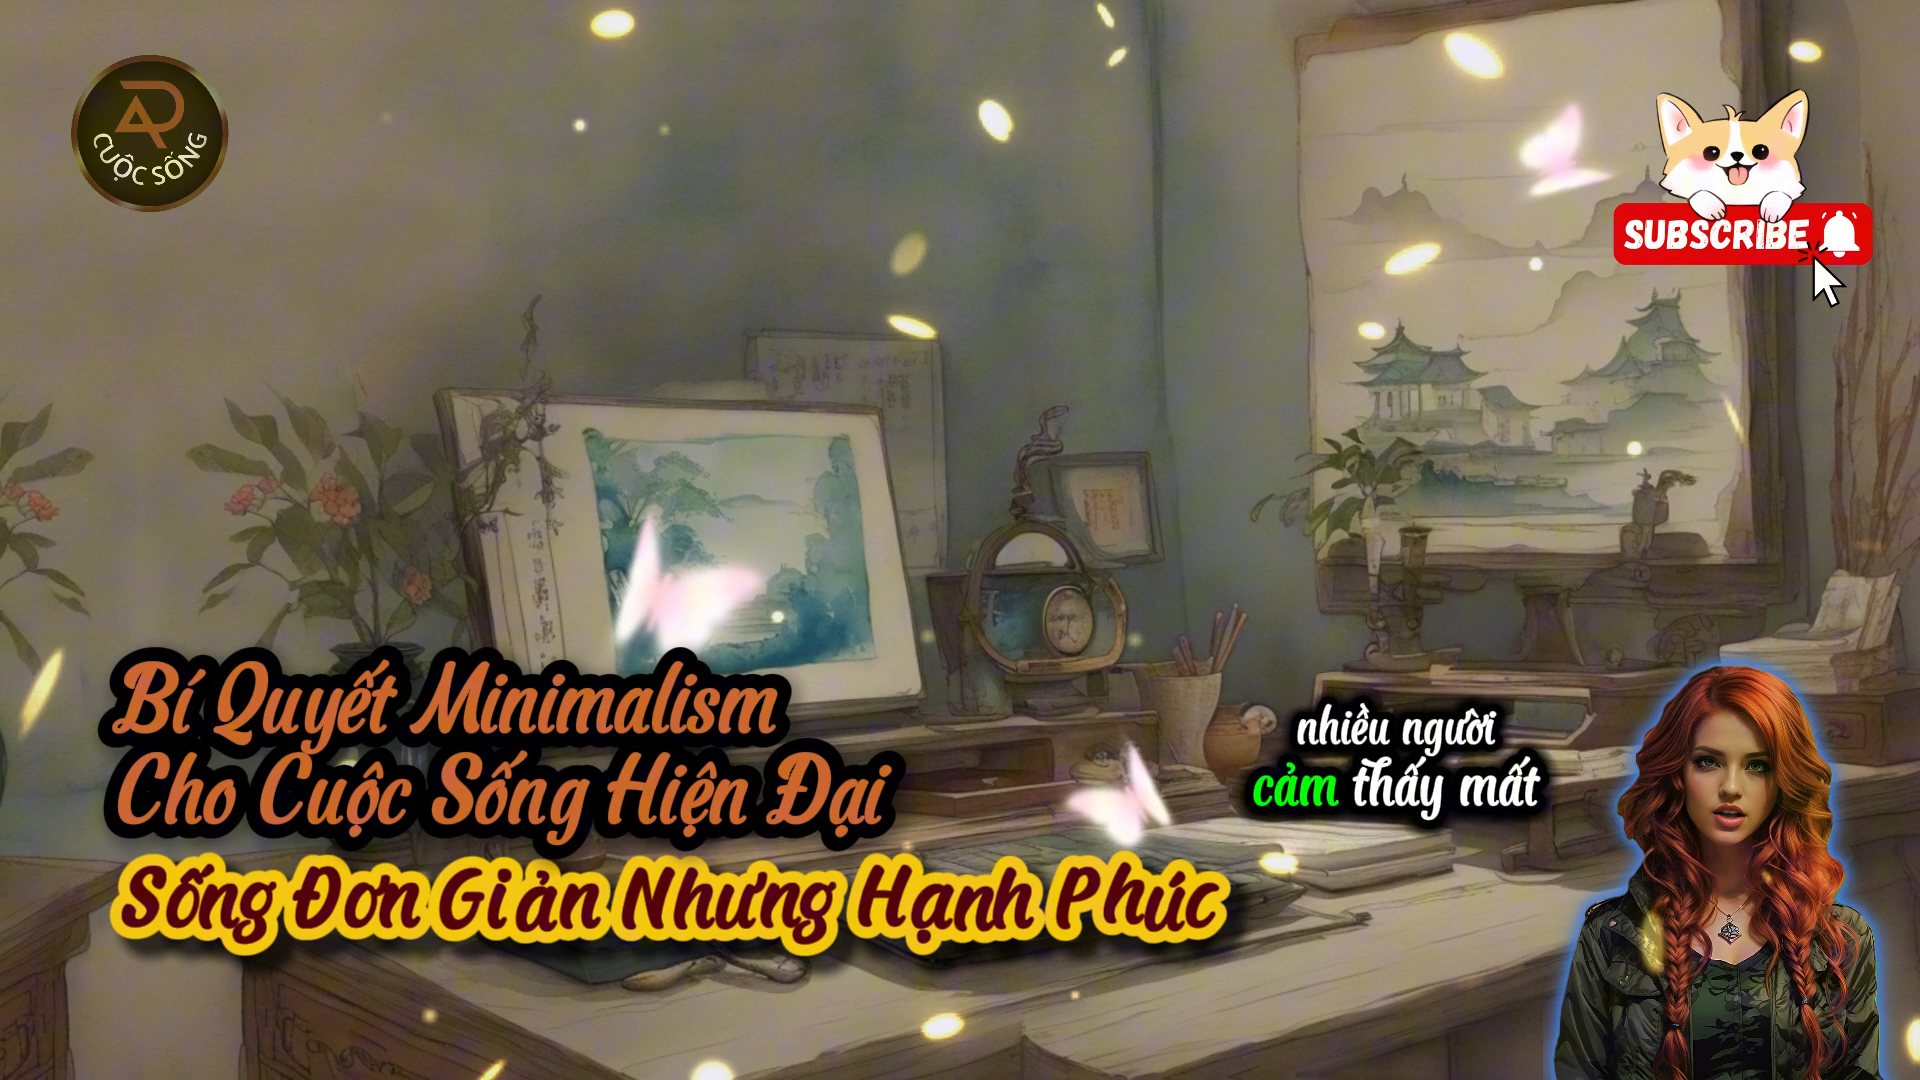 CUỘC SỐNG
SUBSCRIBE
Bí Quyết Minimalism
Cho Cuộc Sống Hiện Đại
Sống Đơn Giản Nhưng Hạnh Phúc
nhiều người
cảm thấy mất